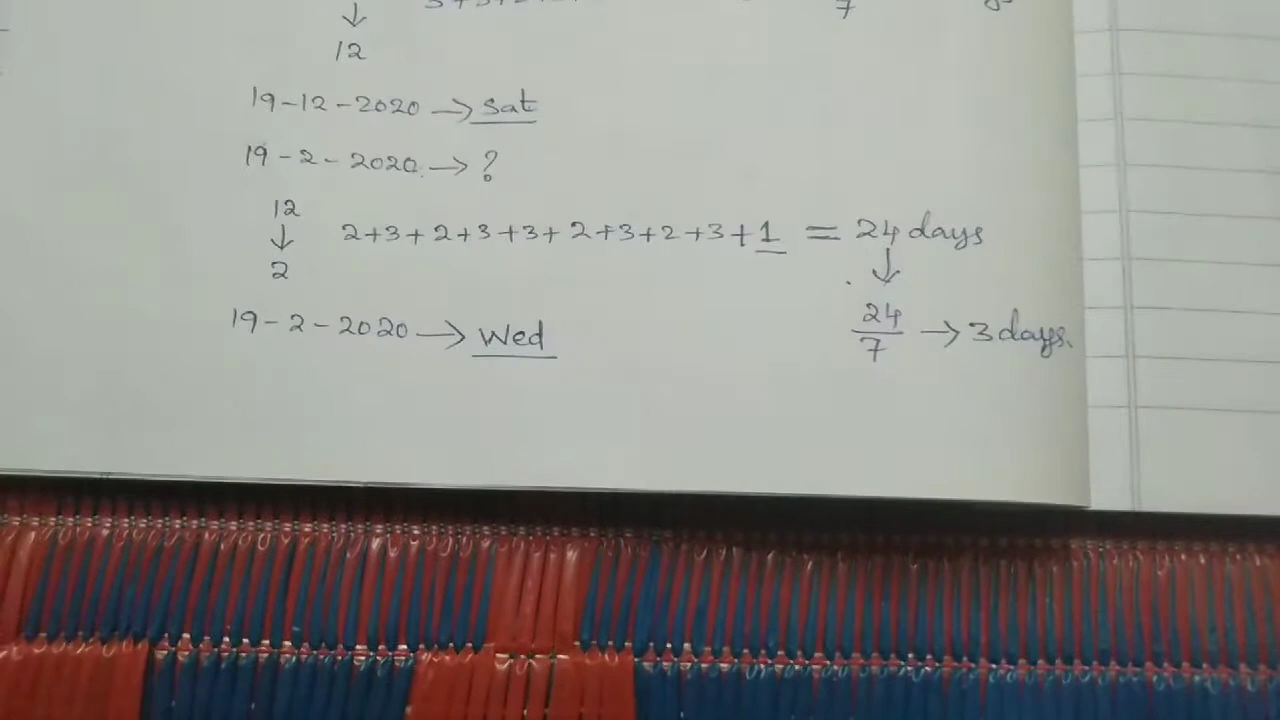 ↓
7
12
19-12-2020 → Sat
19-2-2020. → ?
12
↓
2
2+3+2+3+3+2+3+2+3+1 = 24 days
↓
24
7
→ 3 days.
19-2-2020 → Wed